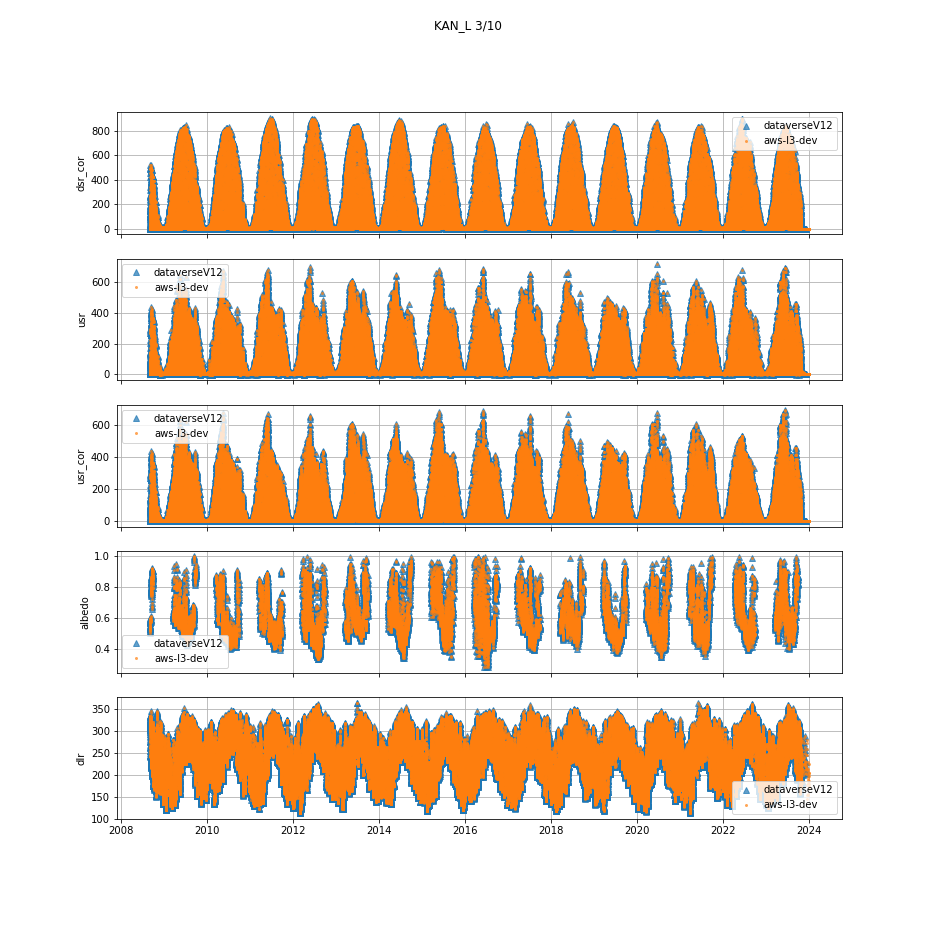 KAN_L 3/10
dsr_cor
800
600
400
200
0
dataverseV12
aws-l3-dev
usr
600
400
200
0
dataverseV12
aws-l3-dev
usr_cor
600
400
200
0
dataverseV12
aws-l3-dev
albedo
1.0
0.8
0.6
0.4
dataverseV12
aws-l3-dev
dlr
350
300
250
200
150
100
dataverseV12
aws-l3-dev
2008 2010 2012 2014 2016 2018 2020 2022 2024